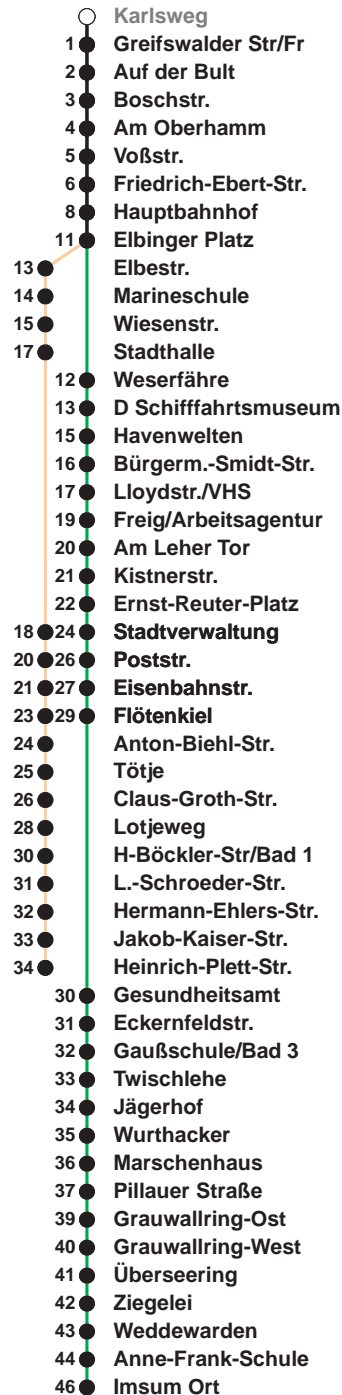 Karlsweg
1 Greifswalder Str/Fr
2 Auf der Bult
3 Boschstr.
4 Am Oberhamm
5 Voßstr.
6 Friedrich-Ebert-Str.
8 Hauptbahnhof
11 Elbinger Platz
13 Elbestr.
14 Marineschule
15 Wiesenstr.
17 Stadthalle
12 Weserfähre
13 D Schifffahrtsmuseum
15 Havenwelten
16 Bürgerm.-Smidt-Str.
17 Lloydstr./VHS
19 Freig/Arbeitsagentur
20 Am Leher Tor
21 Kistnerstr.
22 Ernst-Reuter-Platz
18 24 Stadtverwaltung
20 26 Poststr.
21 27 Eisenbahnstr.
23 29 Flötenkiel
24 Anton-Biehl-Str.
25 Tötje
26 Claus-Groth-Str.
28 Lotjeweg
30 H-Böckler-Str/Bad 1
31 L.-Schroeder-Str.
32 Hermann-Ehlers-Str.
33 Jakob-Kaiser-Str.
34 Heinrich-Plett-Str.
30 Gesundheitsamt
31 Eckernfeldstr.
32 Gaußschule/Bad 3
33 Twischlehe
34 Jägerhof
35 Wurthacker
36 Marschenhaus
37 Pillauer Straße
39 Grauwallring-Ost
40 Grauwallring-West
41 Überseering
42 Ziegelei
43 Weddewarden
44 Anne-Frank-Schule
46 Imsum Ort